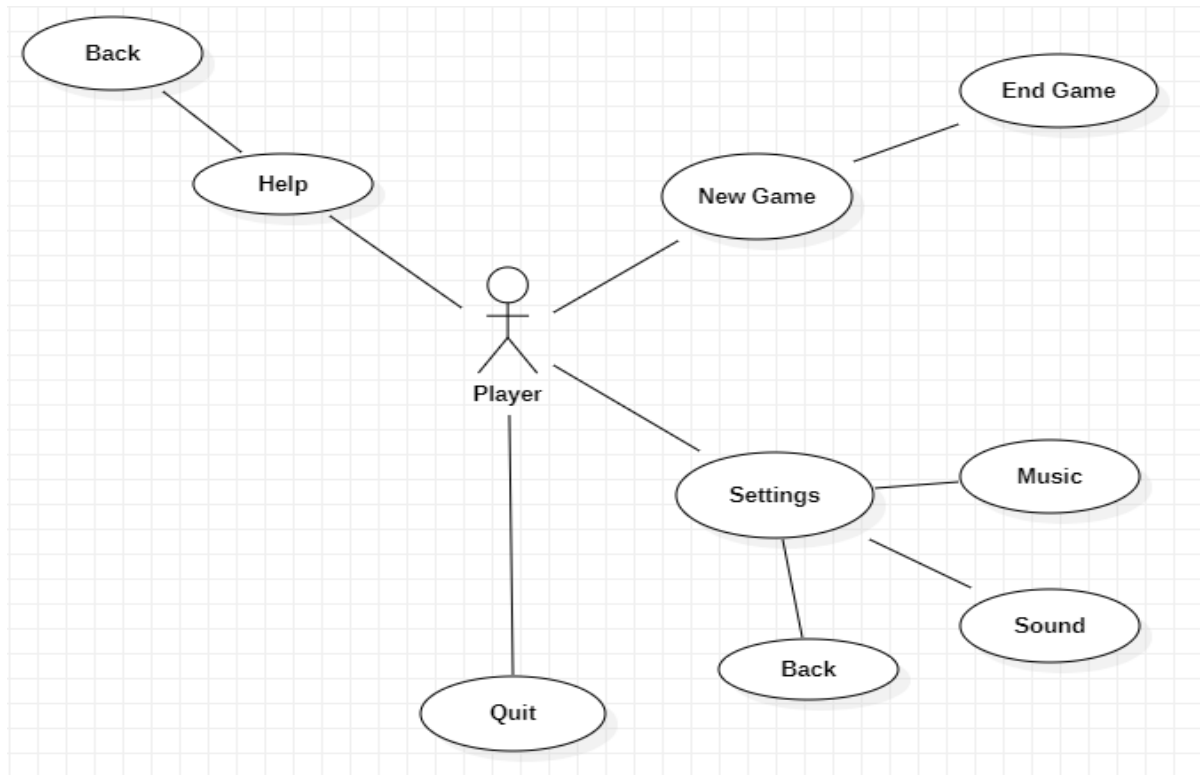 Back
End Game
Help
New Game
Player
Settings
Music
Sound
Back
Quit